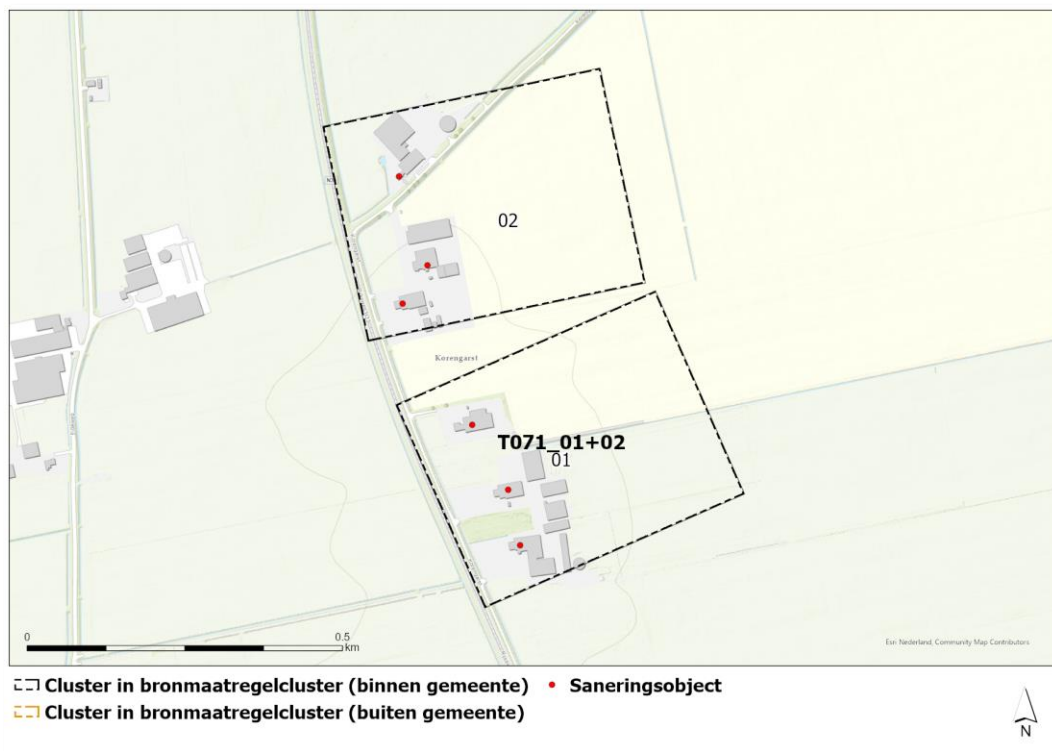 02
Korengarst
T071_01+02
01
0
0.5
km
Esri Nederland, Community Map Contributors
Cluster in bronmaatregelcluster (binnen gemeente)
Saneringsobject
Cluster in bronmaatregelcluster (buiten gemeente)
N